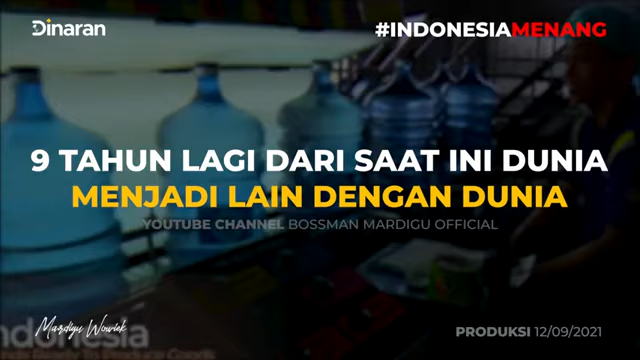 Dinaran
#INDONESIAMENANG
9 TAHUN LAGI DARI SAAT INI DUNIA
MENJADI LAIN DENGAN DUNIA
YOUTUBE CHANNEL BOSSMAN MARDIGU OFFICIAL
Mardigu Wowiek
ndonesia
PRODUKSI 12/09/2021